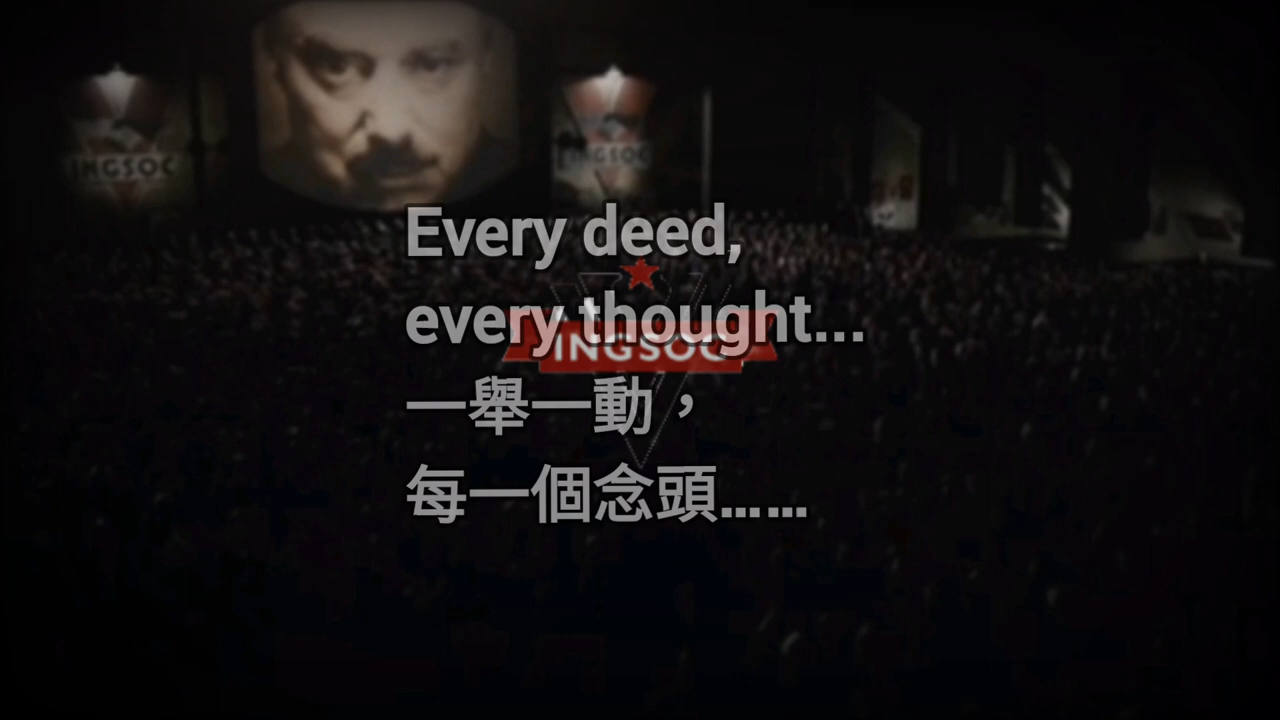 INGSOC
INGSOC
Every deed,
every thought...
INGSOC
一舉一動，
每一個念頭……